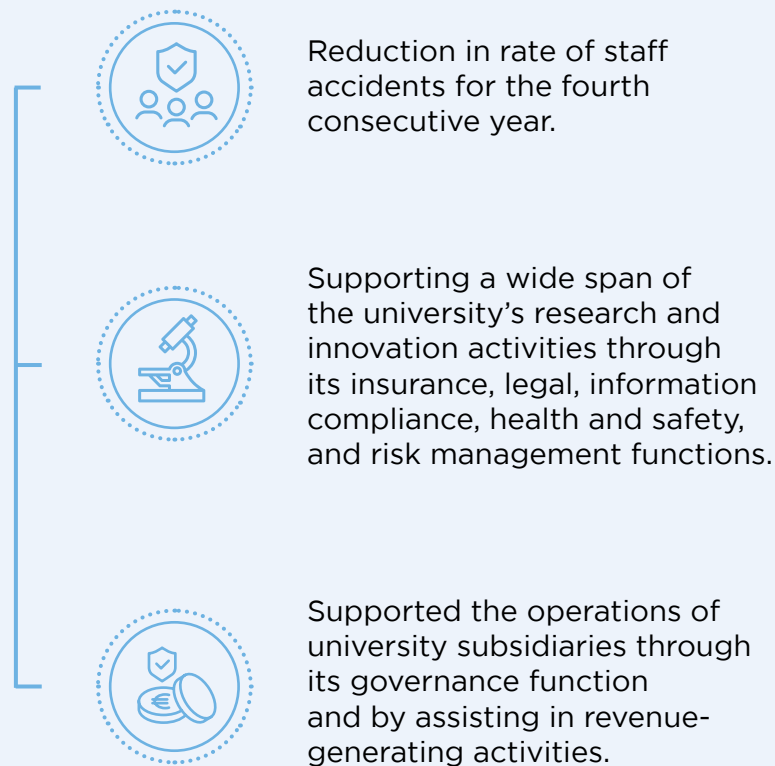 Reduction in rate of staff
accidents for the fourth
consecutive year.
Supporting a wide span of
the university’s research and
innovation activities through
its insurance, legal, information
compliance, health and safety,
and risk management functions.
Supported the operations of
university subsidiaries through
its governance function
and by assisting in revenue-
generating activities.